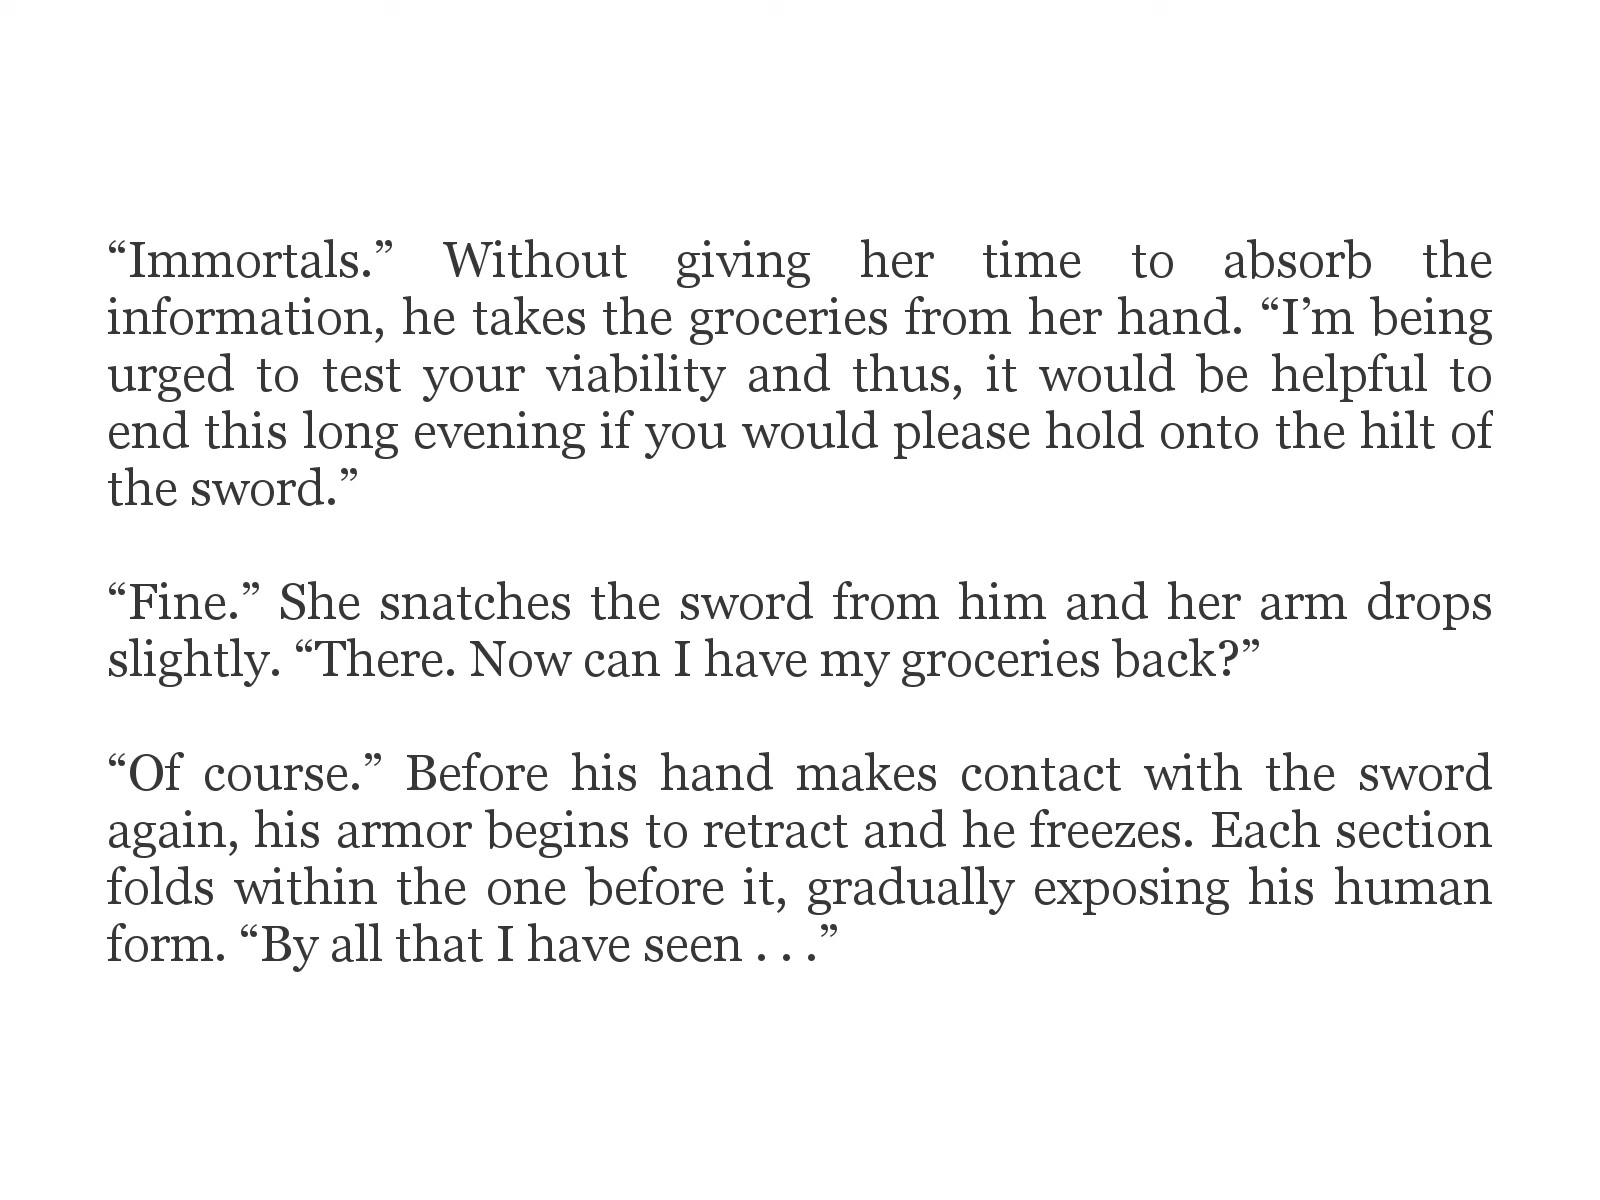 “Immortals.” Without giving her time to absorb the
information, he takes the groceries from her hand. “I’m being
urged to test your viability and thus, it would be helpful to
end this long evening if you would please hold onto the hilt of
the sword.”
“Fine.” She snatches the sword from him and her arm drops
slightly. “There. Now can I have my groceries back?”
“Of course.” Before his hand makes contact with the sword
again, his armor begins to retract and he freezes. Each section
folds within the one before it, gradually exposing his human
form. “By all that I have seen . . .”